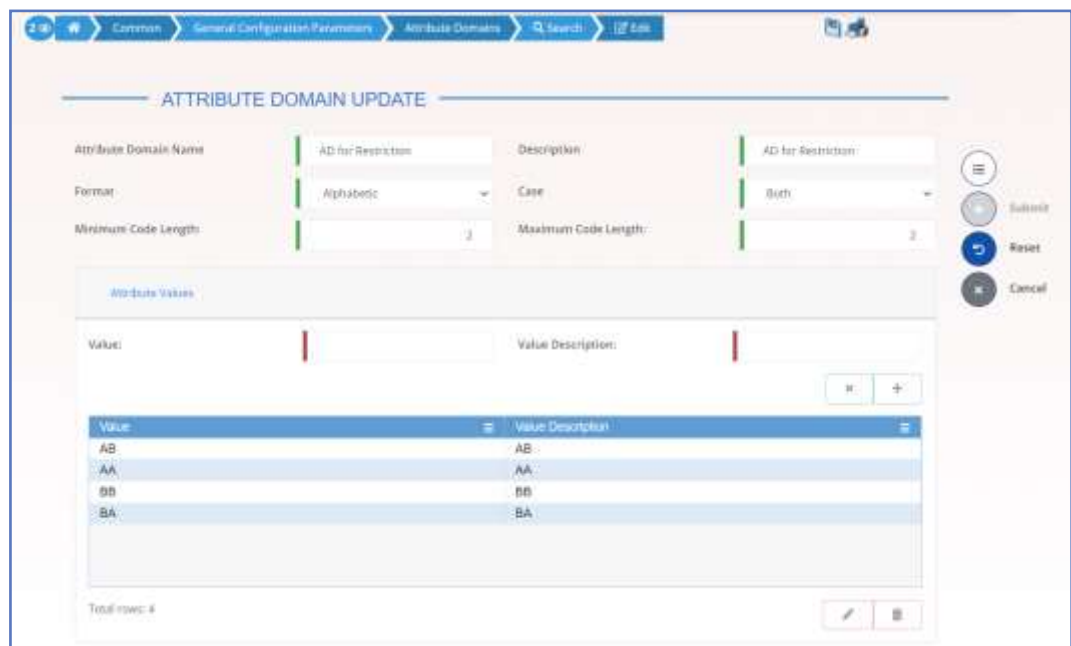 Common General Configuration Parameters Attribute Domains Search Edit
ATTRIBUTE DOMAIN UPDATE
Attribute Domain Name AD for Restriction Description AD for Restriction
Format Alphabetic Case Both
Submit
Minimum Code Length: 2 Maximum Code Length: 2
Reset
Attribute Values
Cancel
Value: Value Description:
Value Value Description
AB AB
AA AA
BB BB
BA BA
Total rows: 4